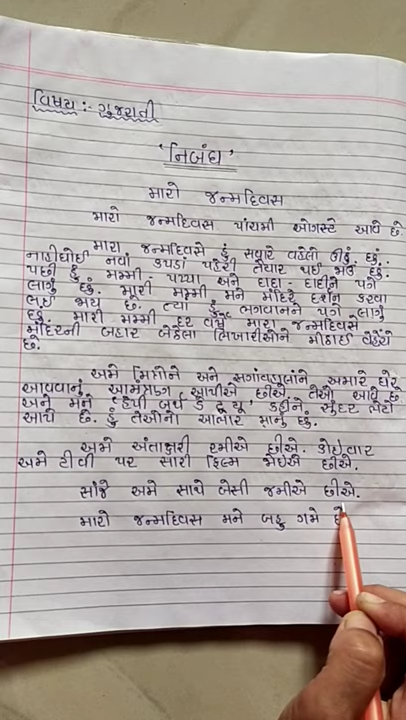 વિષય :- ગુજરાતી
'નિબંધ'
મારો જન્મદિવસ
મારો જન્મદિવસ પાંચમી ઓગસ્ટે આવે છે.
મારા જન્મદિવસે હું સવારે વહેલો ઊઠું છું.
નાહીધોઈ નવાં કપડાં પહેરી તૈયાર થઈ જાઉં છું.
પછી હું મમ્મી - પપ્પા અને દાદા - દાદીને પગે
લાગું છું. મારી મમ્મી મને મંદિરે દર્શન કરવા
લઈ જાય છે. ત્યાં હું ભગવાનને પગે લાગું
છું. મારી મમ્મી દર વર્ષે મારા જન્મદિવસે
મંદિરની બહાર બેઠેલા ભિખારીઓને મીઠાઈ વહેંચે
છે.
અમે મિત્રોને અને સગાંવહાલાંને અમારે ઘેર
આવવાનું આમંત્રણ આપીએ છીએ. તેઓ આવે છે
અને મને 'હેપી બર્થ ડે ટૂ યૂ' કહીને સુંદર ભેટો
આપે છે. હું તેઓનો આભાર માનું છું.
અમે અંતાક્ષરી રમીએ છીએ. કોઈવાર
અમે ટીવી પર સારી ફિલ્મ જોઈએ છીએ.
સાંજે અમે સાથે બેસી જમીએ છીએ.
મારો જન્મદિવસ મને બહુ ગમે છે